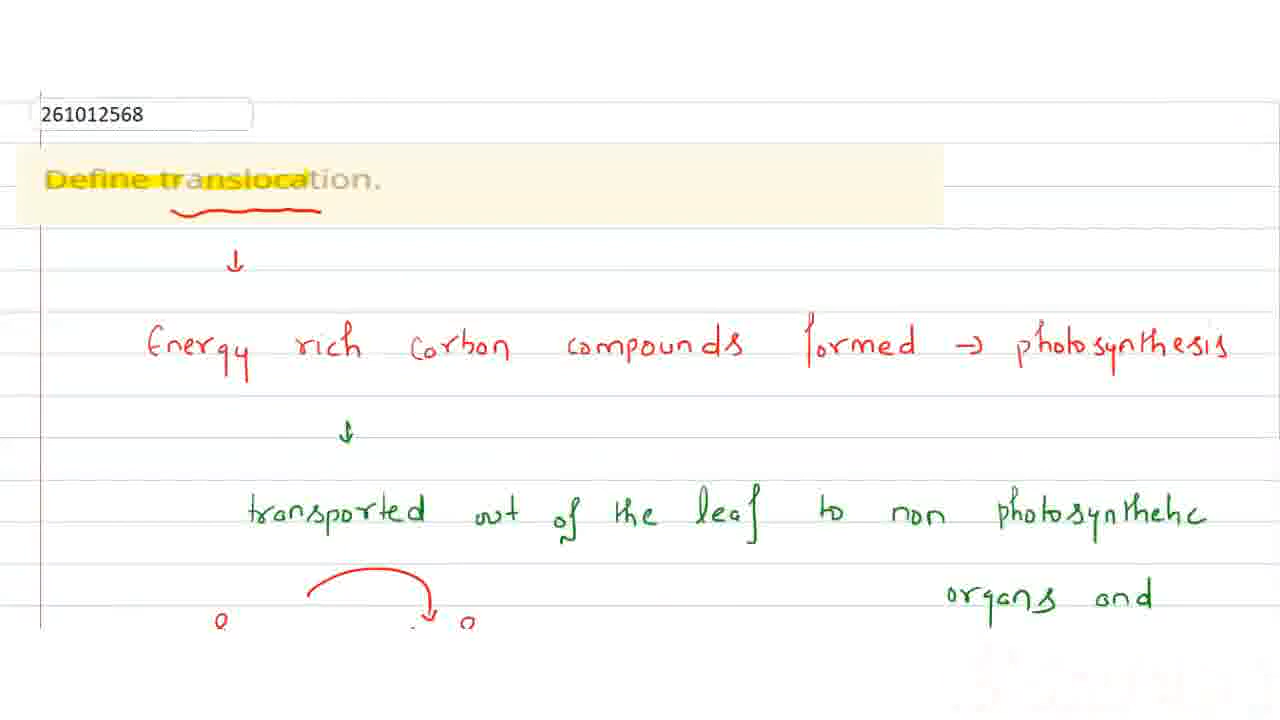 261012568
Define translocation.
↓
Energy rich carbon compounds formed → photosynthesis
↓
transported out of the leaf to non photosynthetic
organs and